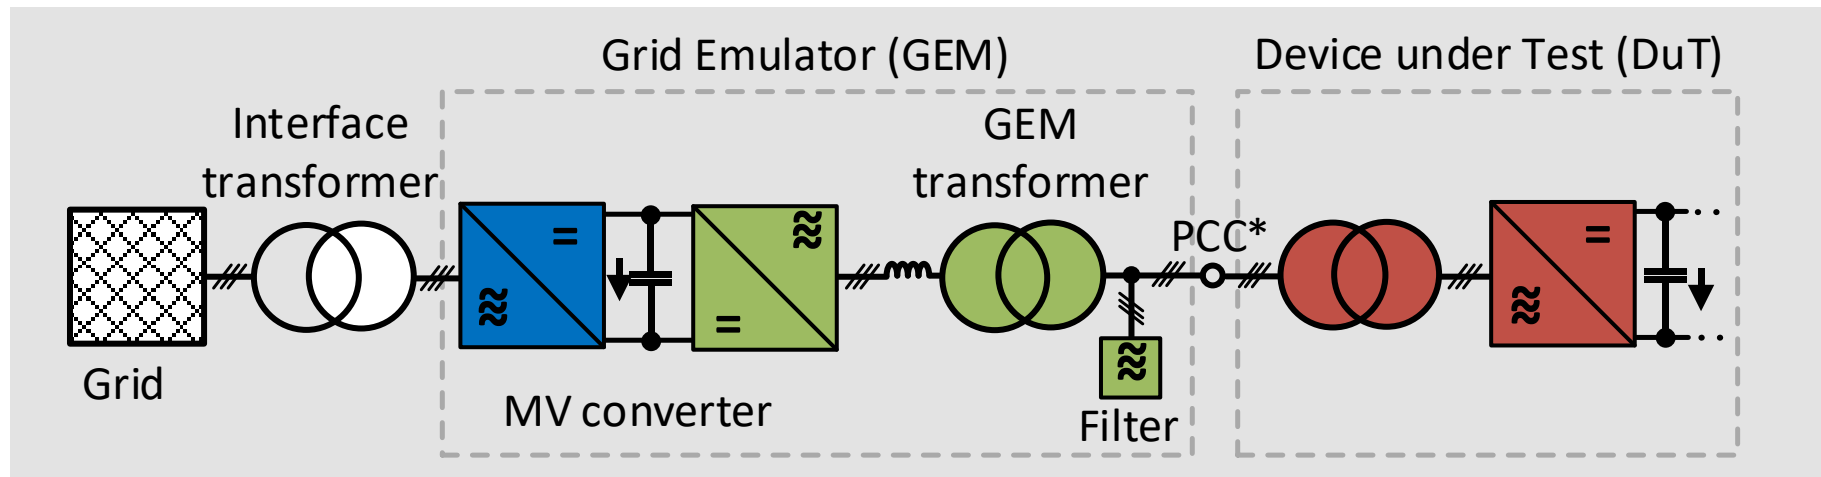 Grid Emulator (GEM)
Device under Test (DuT)
Interface
transformer
GEM
transformer
PCC*
Grid
MV converter
Filter